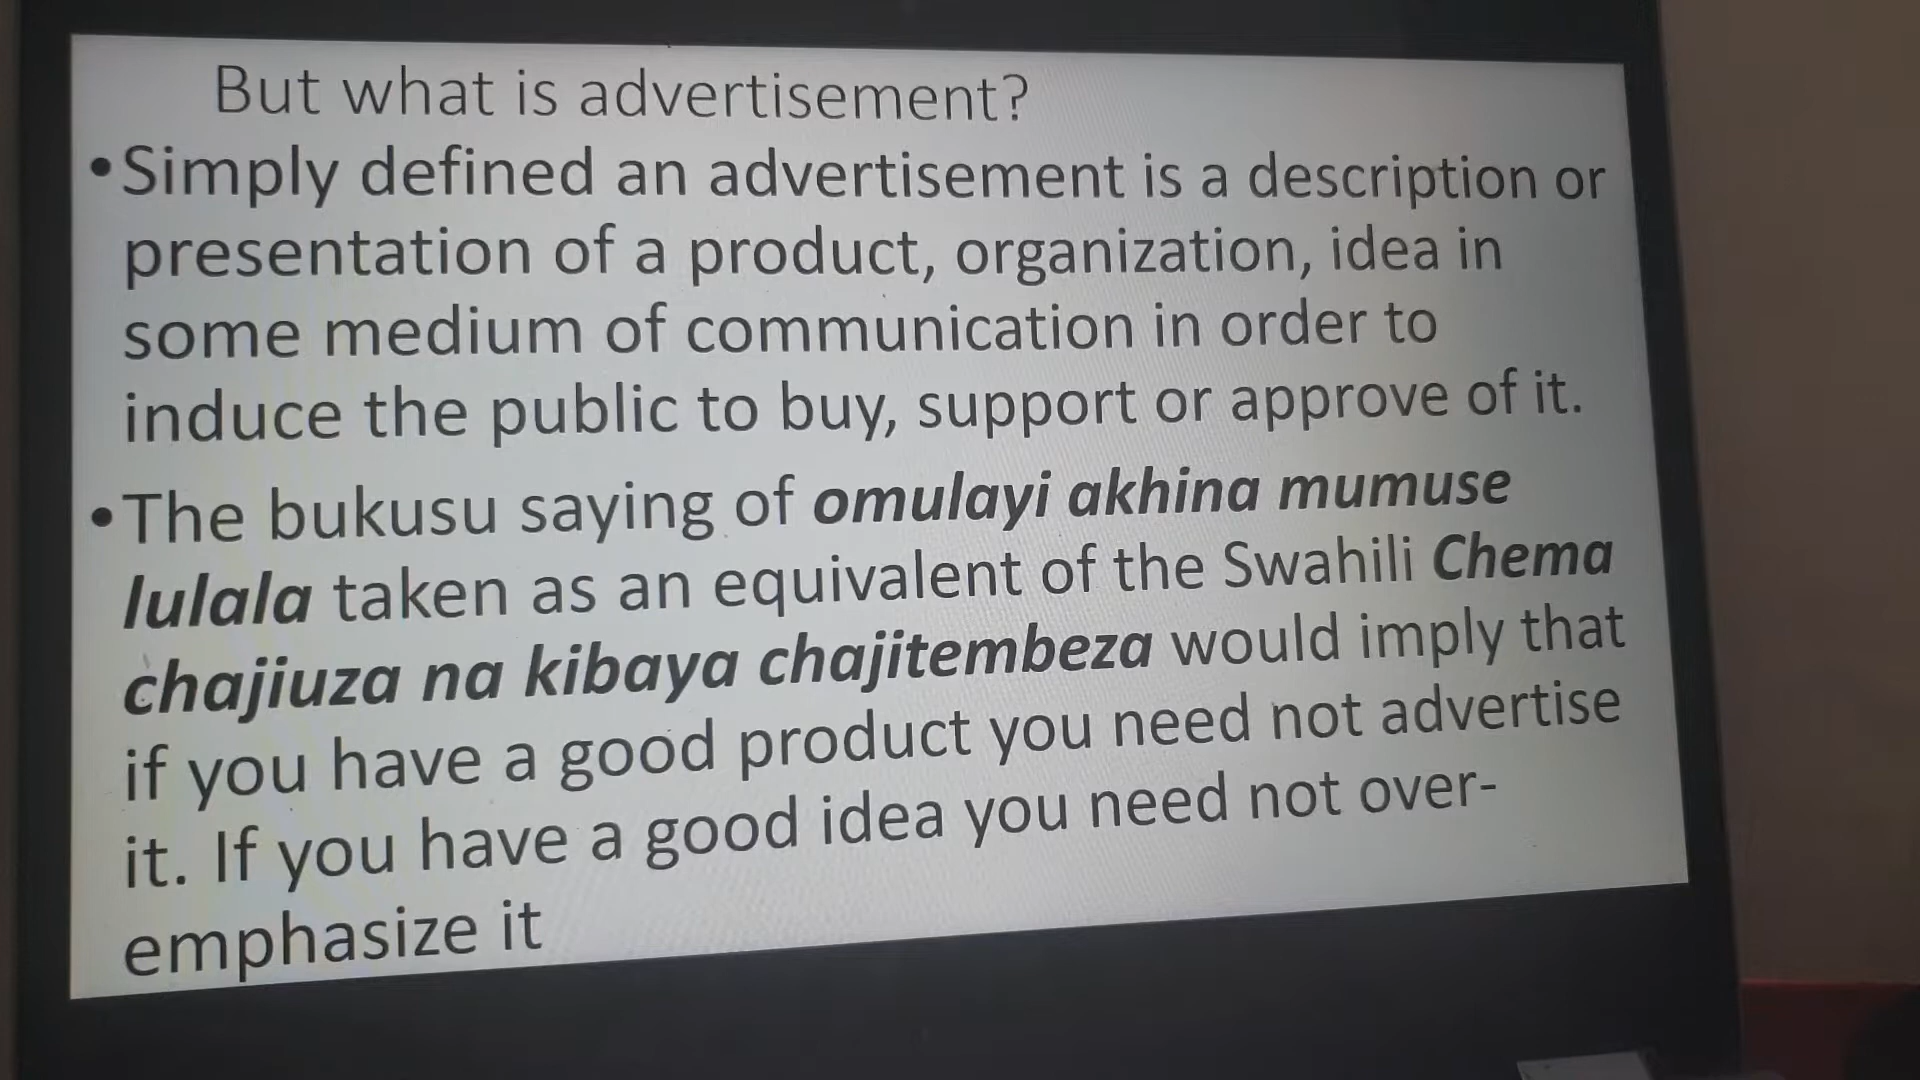 But what is advertisement?
•Simply defined an advertisement is a description or
presentation of a product, organization, idea in
some medium of communication in order to
induce the public to buy, support or approve of it.
•The bukusu saying of omulayi akhina mumuse
lulala taken as an equivalent of the Swahili Chema
chajiuza na kibaya chajitembeza would imply that
if you have a good product you need not advertise
it. If you have a good idea you need not over-
emphasize it